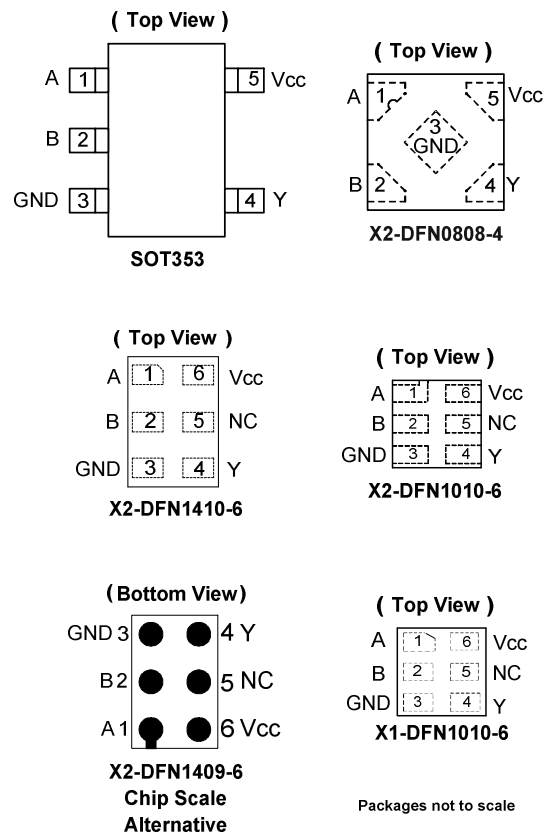 ( Top View )
A 1 5 Vcc
B 2
GND 3 4 Y
SOT353
( Top View )
A 1 5 Vcc
3
GND
B 2 4 Y
X2-DFN0808-4
( Top View )
A 1 6 Vcc
B 2 5 NC
GND 3 4 Y
X2-DFN1410-6
( Top View )
A 1 6 Vcc
B 2 5 NC
GND 3 4 Y
X2-DFN1010-6
(Bottom View)
GND 3 4 Y
B 2 5 NC
A 1 6 Vcc
X2-DFN1409-6
Chip Scale
Alternative
( Top View )
A 1 6 Vcc
B 2 5 NC
GND 3 4 Y
X1-DFN1010-6
Packages not to scale